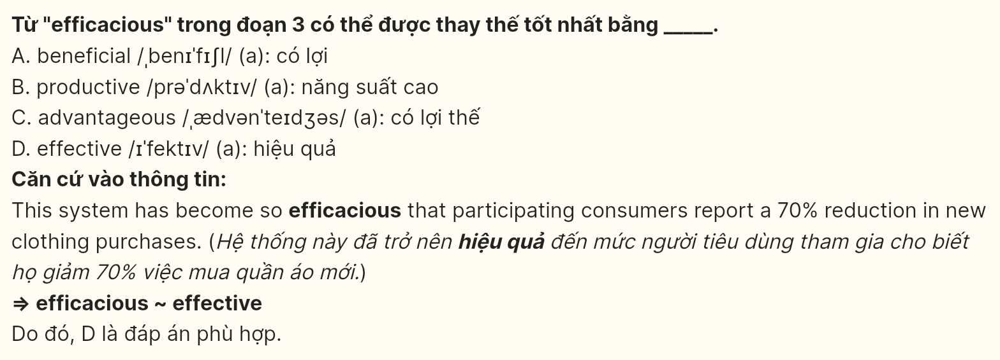 Từ "efficacious" trong đoạn 3 có thể được thay thế tốt nhất bằng _____.
A. beneficial /ˌbenɪˈfɪʃl/ (a): có lợi
B. productive /prəˈdʌktɪv/ (a): năng suất cao
C. advantageous /ˌædvənˈteɪdʒəs/ (a): có lợi thế
D. effective /ɪˈfektɪv/ (a): hiệu quả
Căn cứ vào thông tin:
This system has become so efficacious that participating consumers report a 70% reduction in new
clothing purchases. (Hệ thống này đã trở nên hiệu quả đến mức người tiêu dùng tham gia cho biết
họ giảm 70% việc mua quần áo mới.)
⇒ efficacious ~ effective
Do đó, D là đáp án phù hợp.